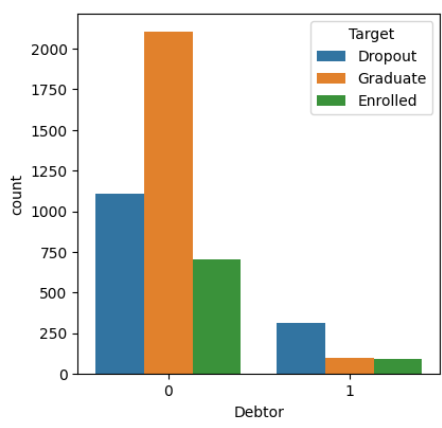 Target
Dropout
Graduate
Enrolled
2000
1750
1500
1250
1000
750
500
250
0
count
0 1
Debtor